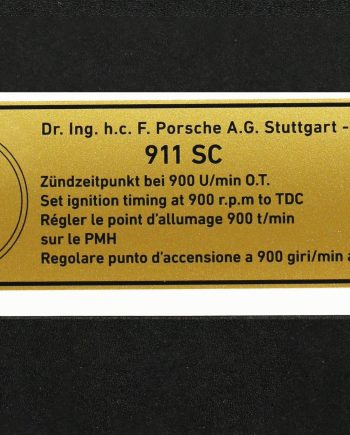 Dr. Ing. h.c. F. Porsche A.G. Stuttgart -
911 SC
Zündzeitpunkt bei 900 U/min O.T.
Set ignition timing at 900 r.p.m to TDC
Régler le point d'allumage 900 t/min
sur le PMH
Regolare punto d'accensione a 900 giri/min a